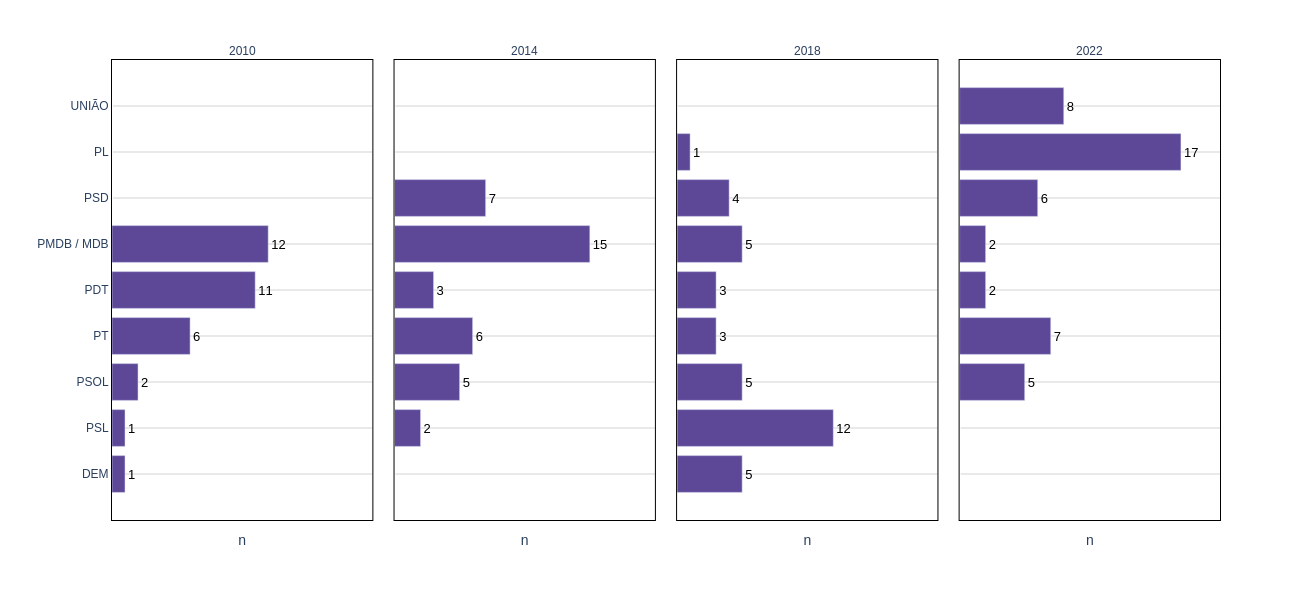 2010 2014 2018 2022
UNIÃO 8
PL 1 17
PSD 7 4 6
PMDB / MDB 12 15 5 2
PDT 11 3 3 2
PT 6 6 3 7
PSOL 2 5 5 5
PSL 1 2 12
DEM 1 5
n n n n